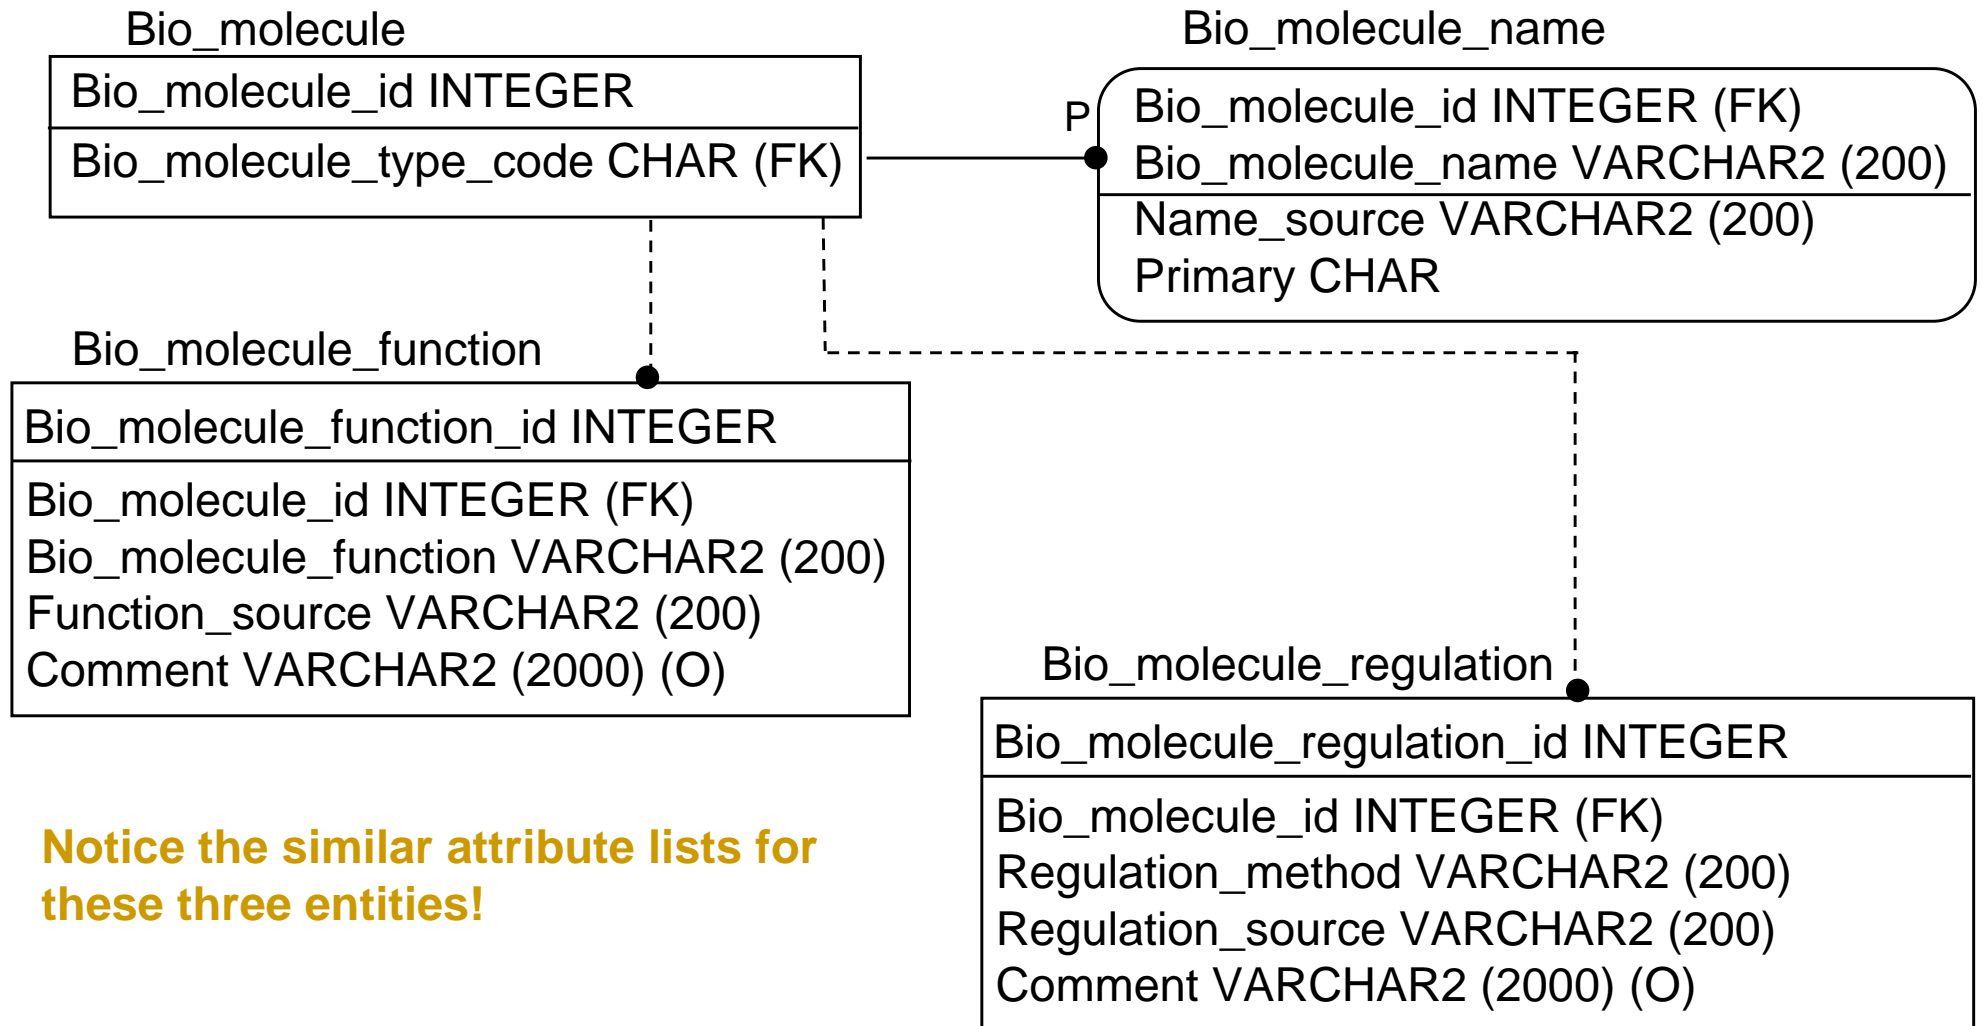 Bio_molecule
Bio_molecule_id INTEGER
Bio_molecule_type_code CHAR (FK)
Bio_molecule_name
P
Bio_molecule_id INTEGER (FK)
Bio_molecule_name VARCHAR2 (200)
Name_source VARCHAR2 (200)
Primary CHAR
Bio_molecule_function
Bio_molecule_function_id INTEGER
Bio_molecule_id INTEGER (FK)
Bio_molecule_function VARCHAR2 (200)
Function_source VARCHAR2 (200)
Comment VARCHAR2 (2000) (O)
Bio_molecule_regulation
Bio_molecule_regulation_id INTEGER
Bio_molecule_id INTEGER (FK)
Regulation_method VARCHAR2 (200)
Regulation_source VARCHAR2 (200)
Comment VARCHAR2 (2000) (O)
Notice the similar attribute lists for
these three entities!